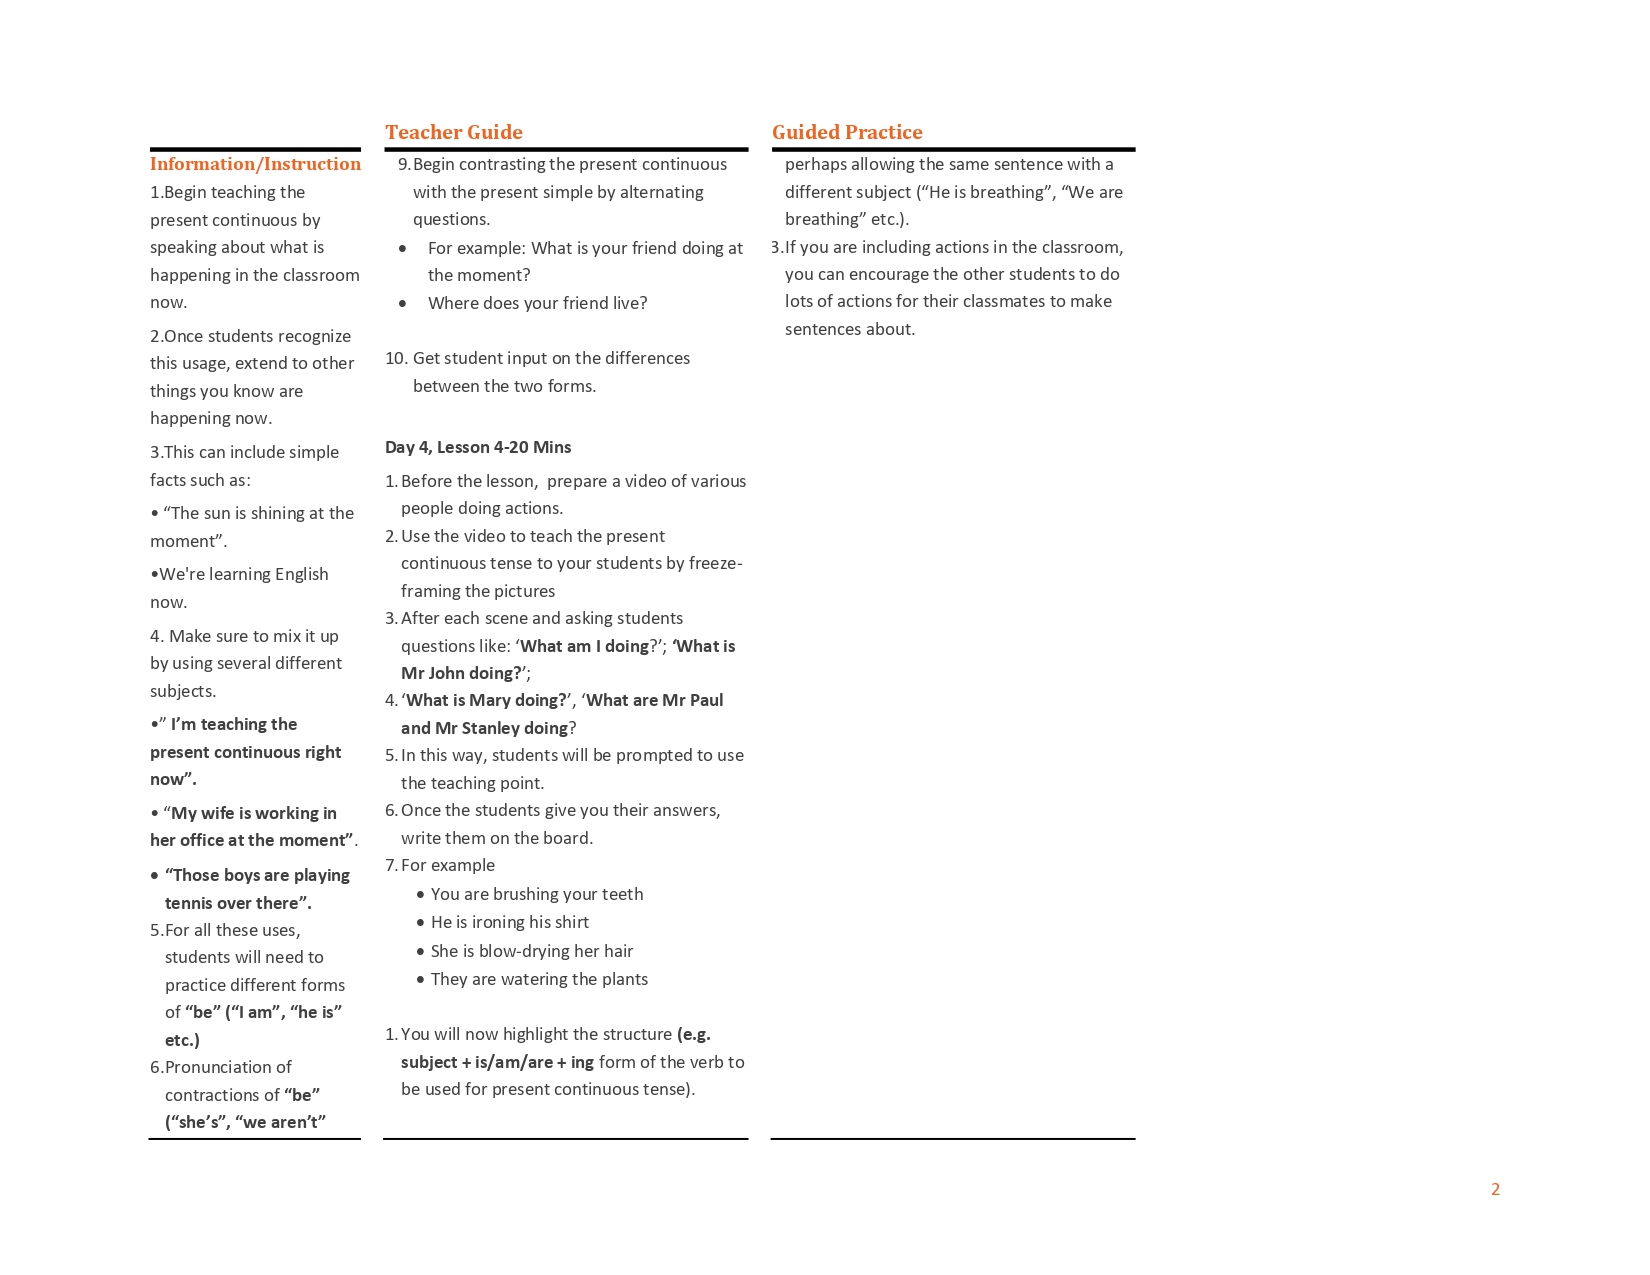 Information/Instruction
1.Begin teaching the
present continuous by
speaking about what is
happening in the classroom
now.
2.Once students recognize
this usage, extend to other
things you know are
happening now.
3.This can include simple
facts such as:
• “The sun is shining at the
moment”.
•We're learning English
now.
4. Make sure to mix it up
by using several different
subjects.
•” I’m teaching the
present continuous right
now”.
• “My wife is working in
her office at the moment”.
• “Those boys are playing
tennis over there”.
5.For all these uses,
students will need to
practice different forms
of “be” (“I am”, “he is”
etc.)
6.Pronunciation of
contractions of “be”
(“she’s”, “we aren’t”
Teacher Guide
9.Begin contrasting the present continuous
with the present simple by alternating
questions.
• For example: What is your friend doing at
the moment?
• Where does your friend live?
10. Get student input on the differences
between the two forms.
Day 4, Lesson 4-20 Mins
1. Before the lesson,  prepare a video of various
people doing actions.
2. Use the video to teach the present
continuous tense to your students by freeze-
framing the pictures
3. After each scene and asking students
questions like: ‘What am I doing?’; ‘What is
Mr John doing?’;
4. ‘What is Mary doing?’, ‘What are Mr Paul
and Mr Stanley doing?
5. In this way, students will be prompted to use
the teaching point.
6. Once the students give you their answers,
write them on the board.
7. For example
• You are brushing your teeth
• He is ironing his shirt
• She is blow-drying her hair
• They are watering the plants
1. You will now highlight the structure (e.g.
subject + is/am/are + ing form of the verb to
be used for present continuous tense).
Guided Practice
perhaps allowing the same sentence with a
different subject (“He is breathing”, “We are
breathing” etc.).
3.If you are including actions in the classroom,
you can encourage the other students to do
lots of actions for their classmates to make
sentences about.
2